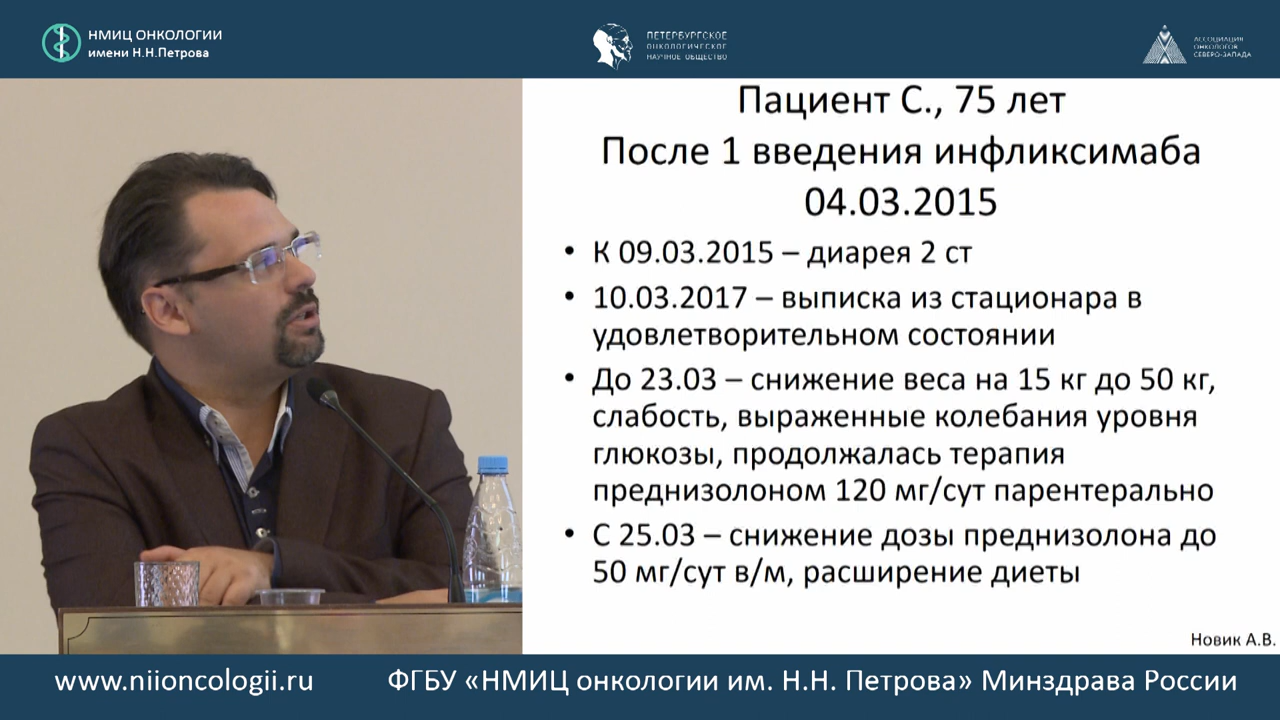 НМИЦ ОНКОЛОГИИ
имени Н.Н.Петрова
ПЕТЕРБУРГСКОЕ
ОНКОЛОГИЧЕСКОЕ
НАУЧНОЕ ОБЩЕСТВО
АССОЦИАЦИЯ
ОНКОЛОГОВ
СЕВЕРО-ЗАПАДА
Пациент С., 75 лет
После 1 введения инфликсимаба
04.03.2015
• К 09.03.2015 – диарея 2 ст
• 10.03.2017 – выписка из стационара в
удовлетворительном состоянии
• До 23.03 – снижение веса на 15 кг до 50 кг,
слабость, выраженные колебания уровня
глюкозы, продолжалась терапия
преднизолоном 120 мг/сут парентерально
• С 25.03 – снижение дозы преднизолона до
50 мг/сут в/м, расширение диеты
Новик А.В.
www.niioncologii.ru
ФГБУ «НМИЦ онкологии им. Н.Н. Петрова» Минздрава России